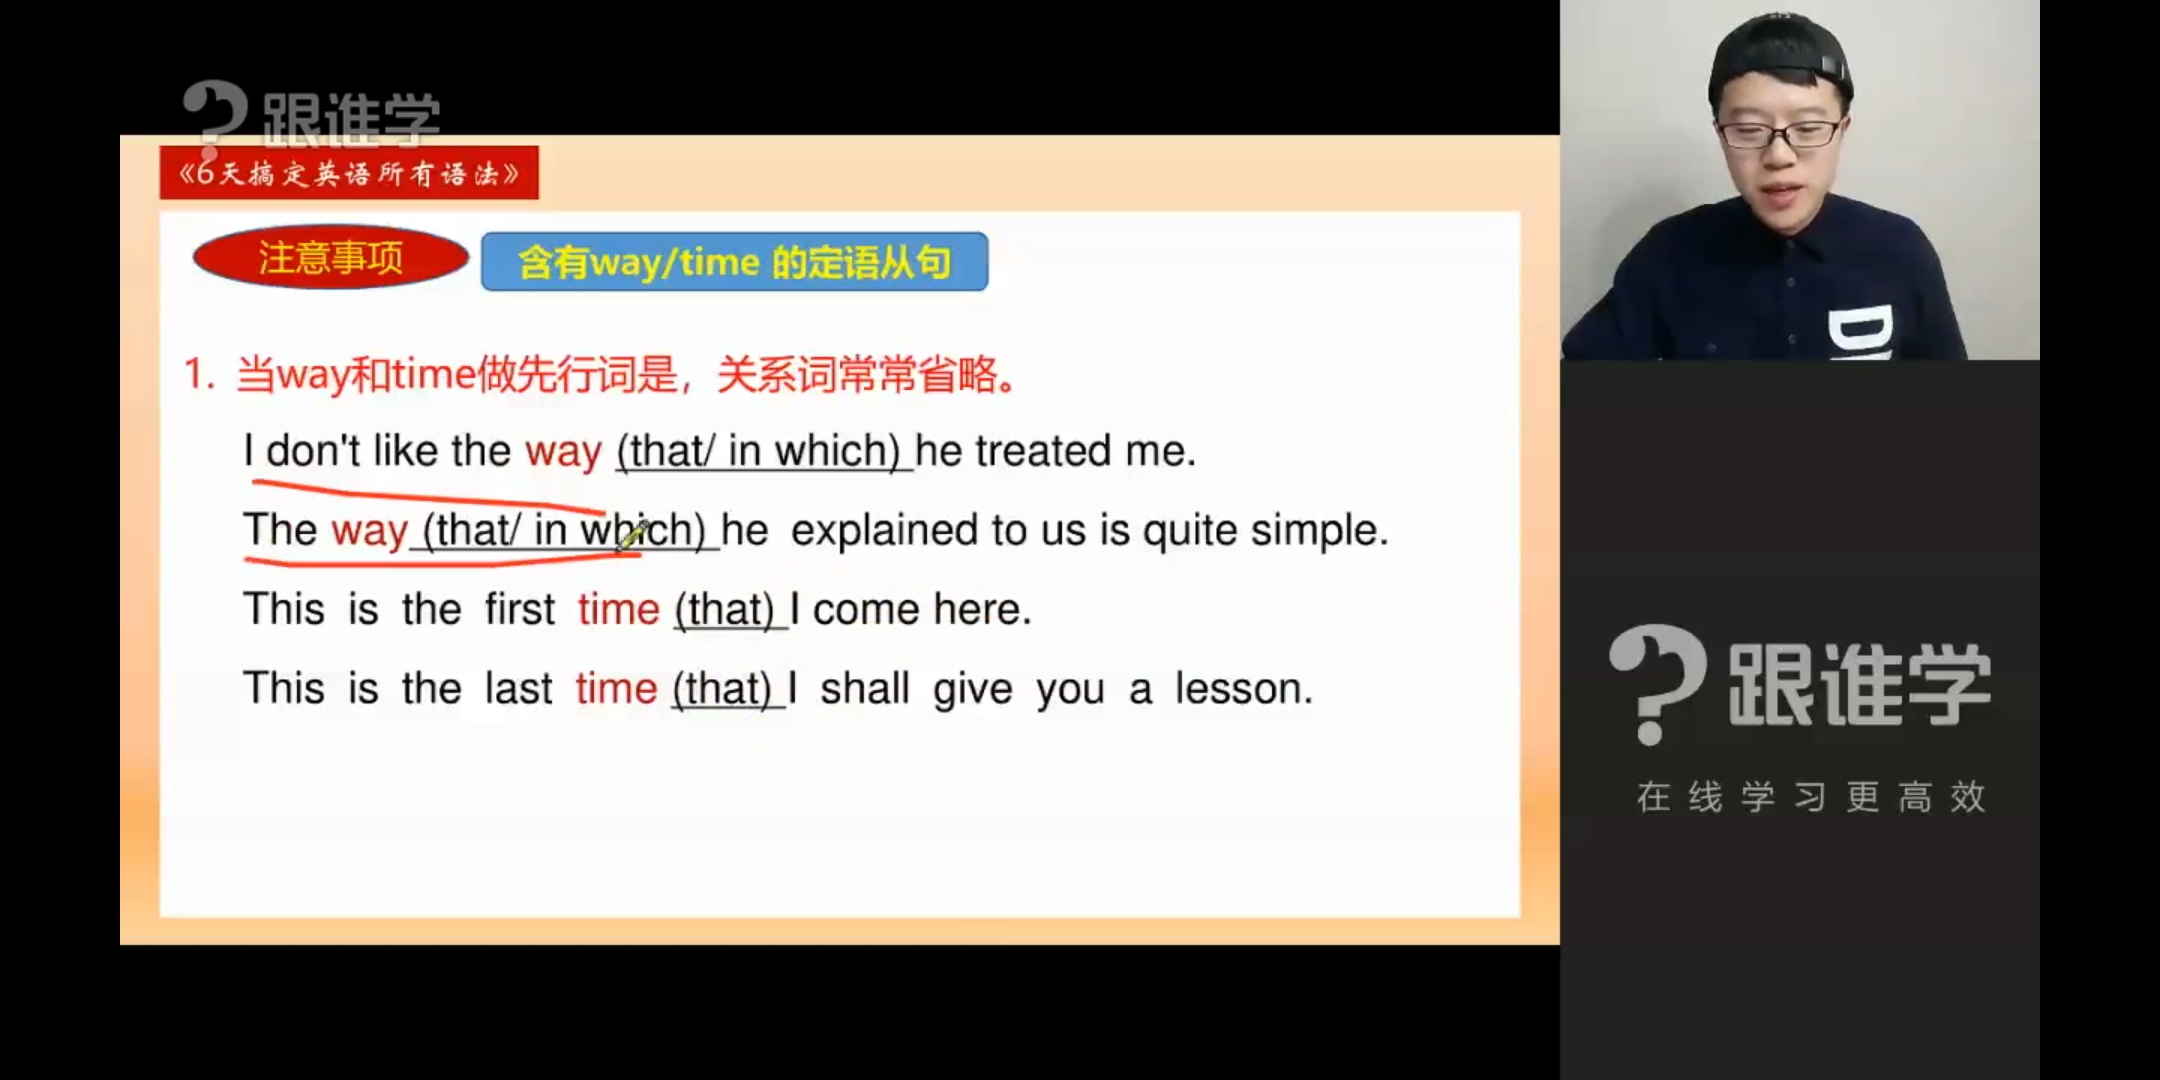 跟谁学
《6天搞定英语所有语法》
注意事项
含有way/time 的定语从句
1. 当way和time做先行词是，关系词常常省略。
I don't like the way (that/ in which) he treated me.
The way (that/ in which) he explained to us is quite simple.
This is the first time (that) I come here.
This is the last time (that) I shall give you a lesson.
跟谁学
在线学习更高效